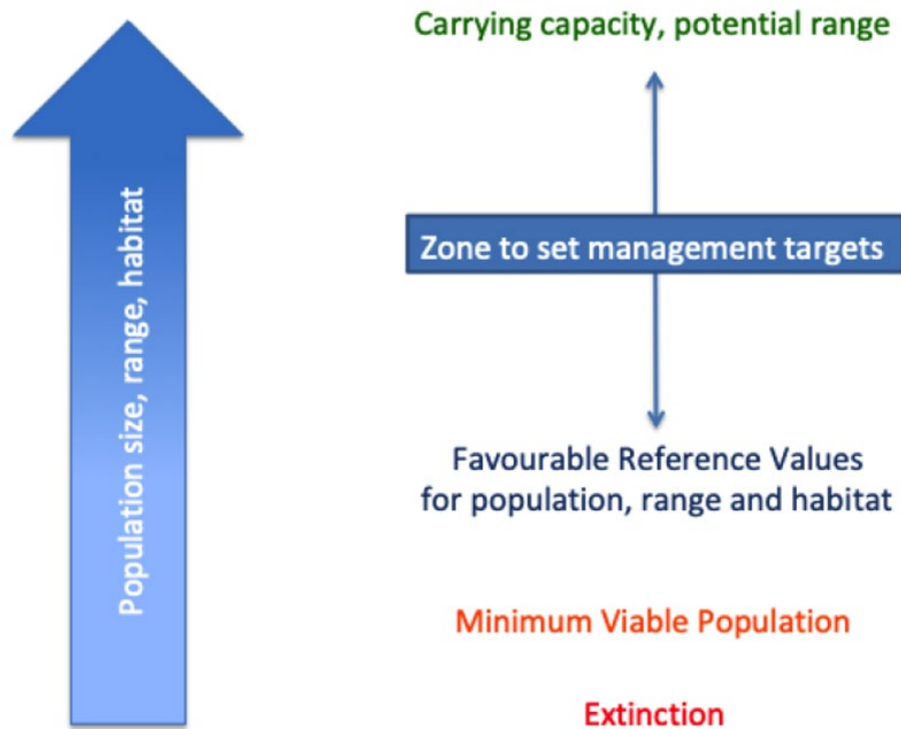 Carrying capacity, potential range
Population size, range, habitat
Zone to set management targets
Favourable Reference Values
for population, range and habitat
Minimum Viable Population
Extinction